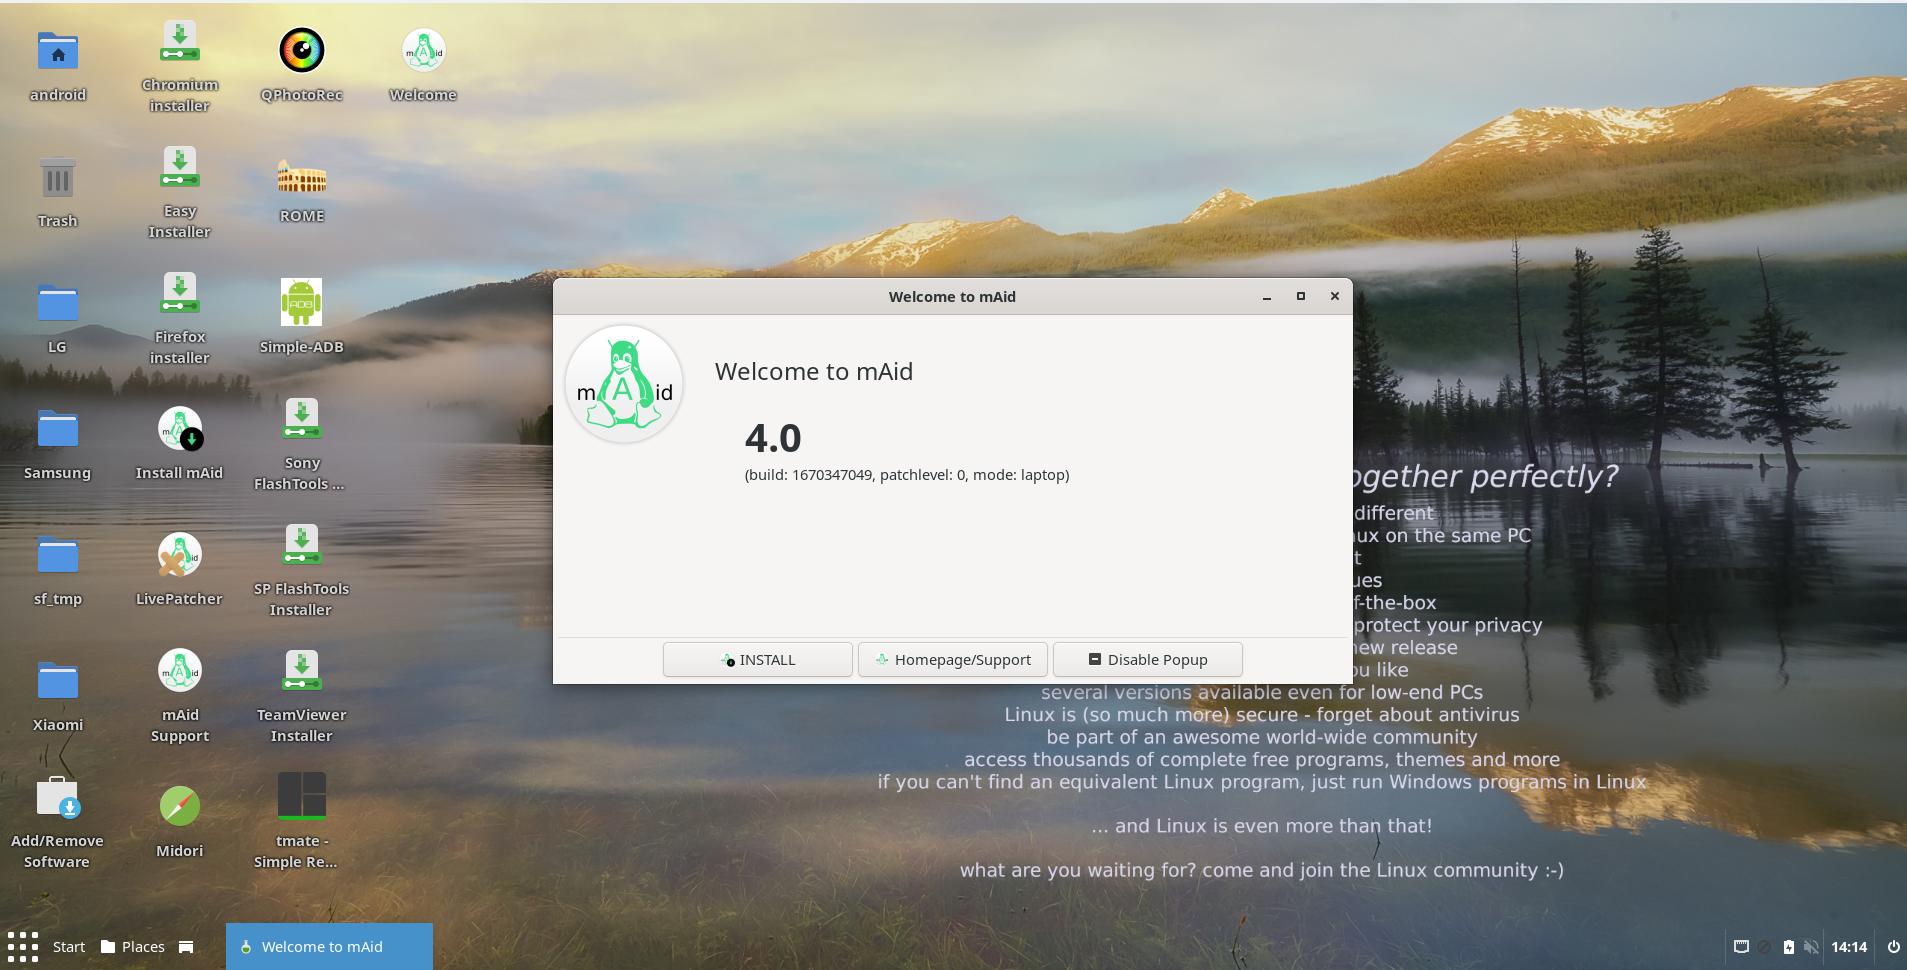 android
Chromium
installer
QPhotoRec
Welcome
Trash
Easy
Installer
ROME
LG
Firefox
installer
Simple-ADB
Samsung
Install mAid
Sony
FlashTools ...
sf_tmp
LivePatcher
SP FlashTools
Installer
Xiaomi
mAid
Support
TeamViewer
Installer
Add/Remove
Software
Midori
tmate -
Simple Re...
Welcome to mAid
mAid
Welcome to mAid
4.0
(build: 1670347049, patchlevel: 0, mode: laptop)
INSTALL
Homepage/Support
Disable Popup
ogether perfectly?
different
nux on the same PC
t
ues
f-the-box
protect your privacy
new release
ou like
several versions available even for low-end PCs
Linux is (so much more) secure - forget about antivirus
be part of an awesome world-wide community
access thousands of complete free programs, themes and more
if you can't find an equivalent Linux program, just run Windows programs in Linux
... and Linux is even more than that!
what are you waiting for? come and join the Linux community :-)
Start
Places
Welcome to mAid
14:14